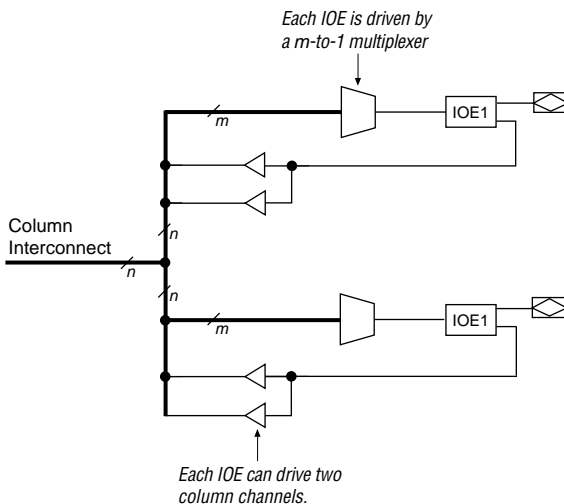 Each IOE is driven by
a m-to-1 multiplexer
m
IOE1
n
Column
Interconnect
n
n
m
IOE1
Each IOE can drive two
column channels.